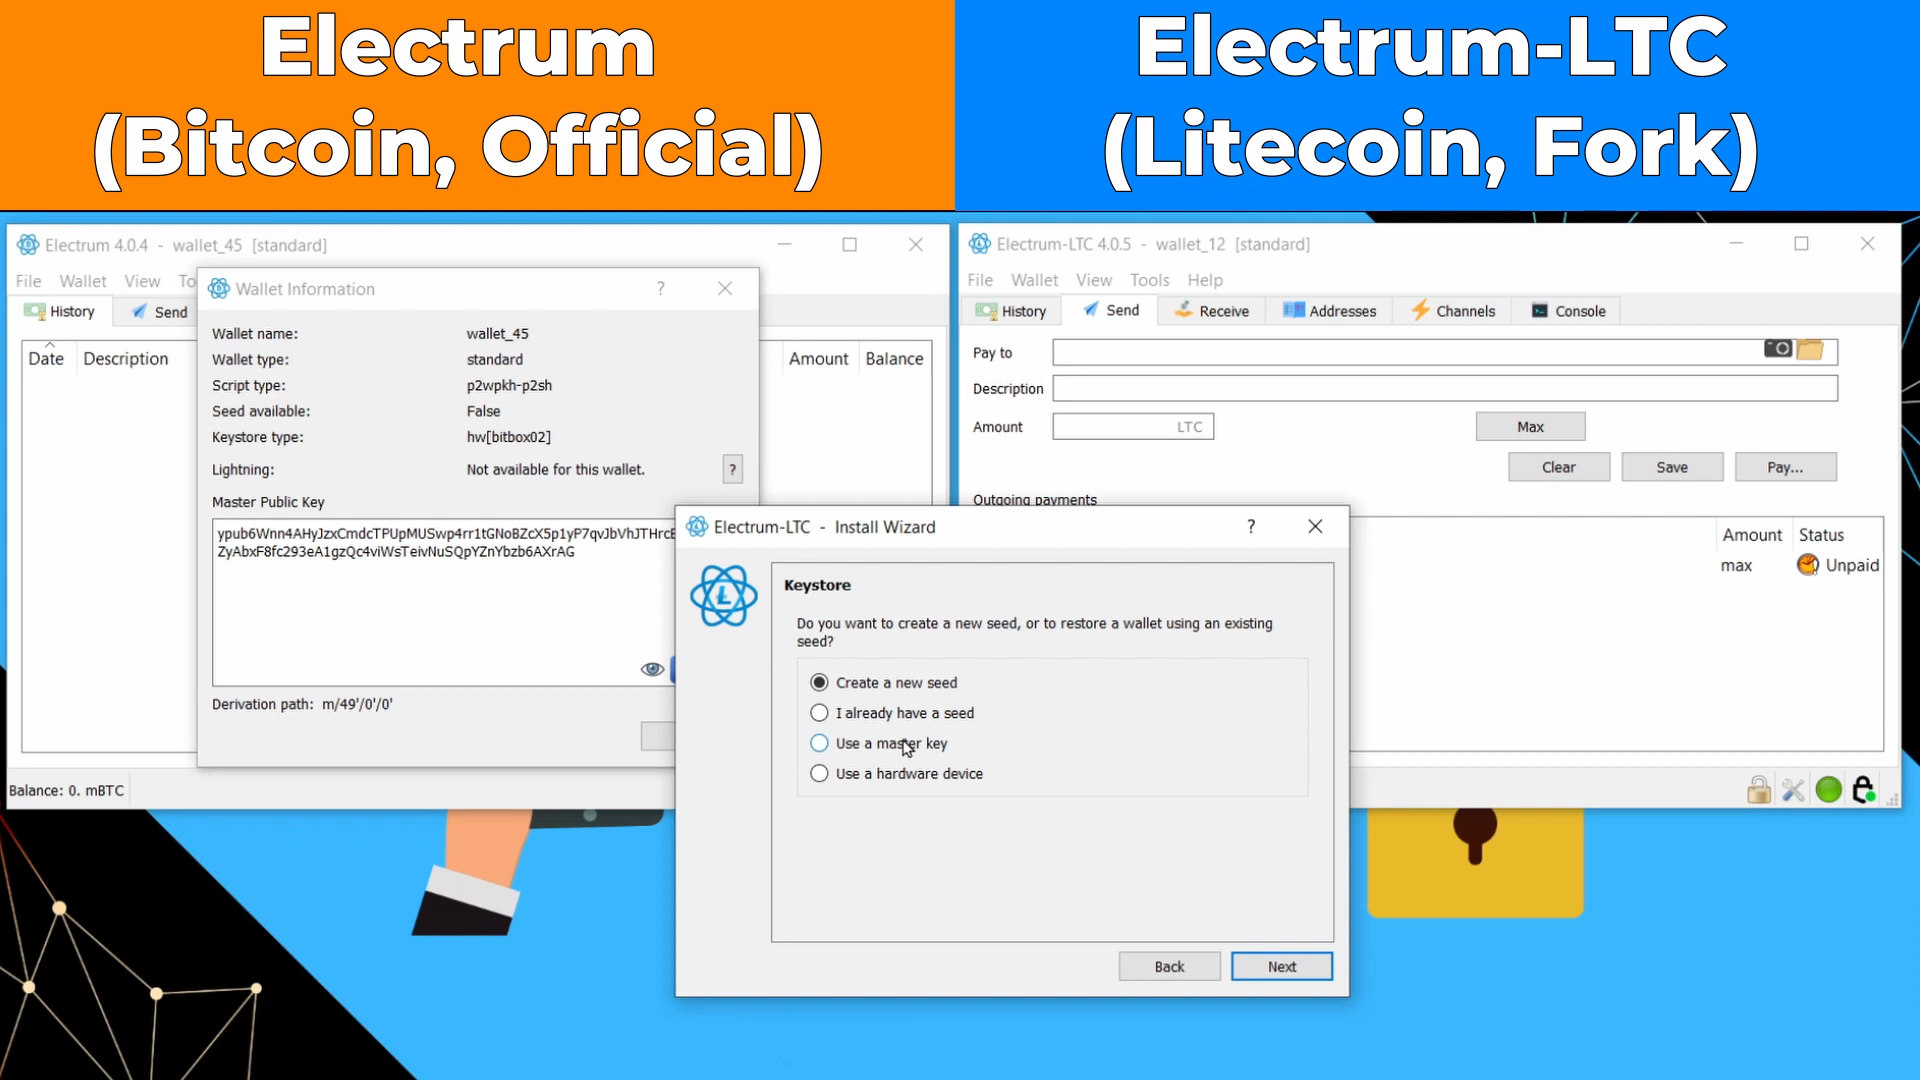 Electrum
(Bitcoin, Official)
Electrum-LTC
(Litecoin, Fork)
Electrum 4.0.4 - wallet_45 [standard]
File Wallet View To
History Send
Date Description Amount Balance
Balance: 0. mBTC
Wallet Information ?
Wallet name: wallet_45
Wallet type: standard
Script type: p2wpkh-p2sh
Seed available: False
Keystore type: hw[bitbox02]
Lightning: Not available for this wallet. ?
Master Public Key
ypub6Wnn4AHyJzxCmdcTPUpMUSwp4rr1tGNoBZcX5p1yP7qvJbVhJTHrcE
ZyAbxF8fc293eA1gzQc4viWsTeivNuSQpYZnYbzb6AXrAG
Derivation path: m/49'/0'/0'
Electrum-LTC 4.0.5 - wallet_12 [standard]
File Wallet View Tools Help
History Send Receive Addresses Channels Console
Pay to
Description
Amount LTC Max
Clear Save Pay...
Outgoing payments
Amount Status
max Unpaid
Electrum-LTC - Install Wizard ?
Keystore
Do you want to create a new seed, or to restore a wallet using an existing
seed?
Create a new seed
I already have a seed
Use a master key
Use a hardware device
Back Next